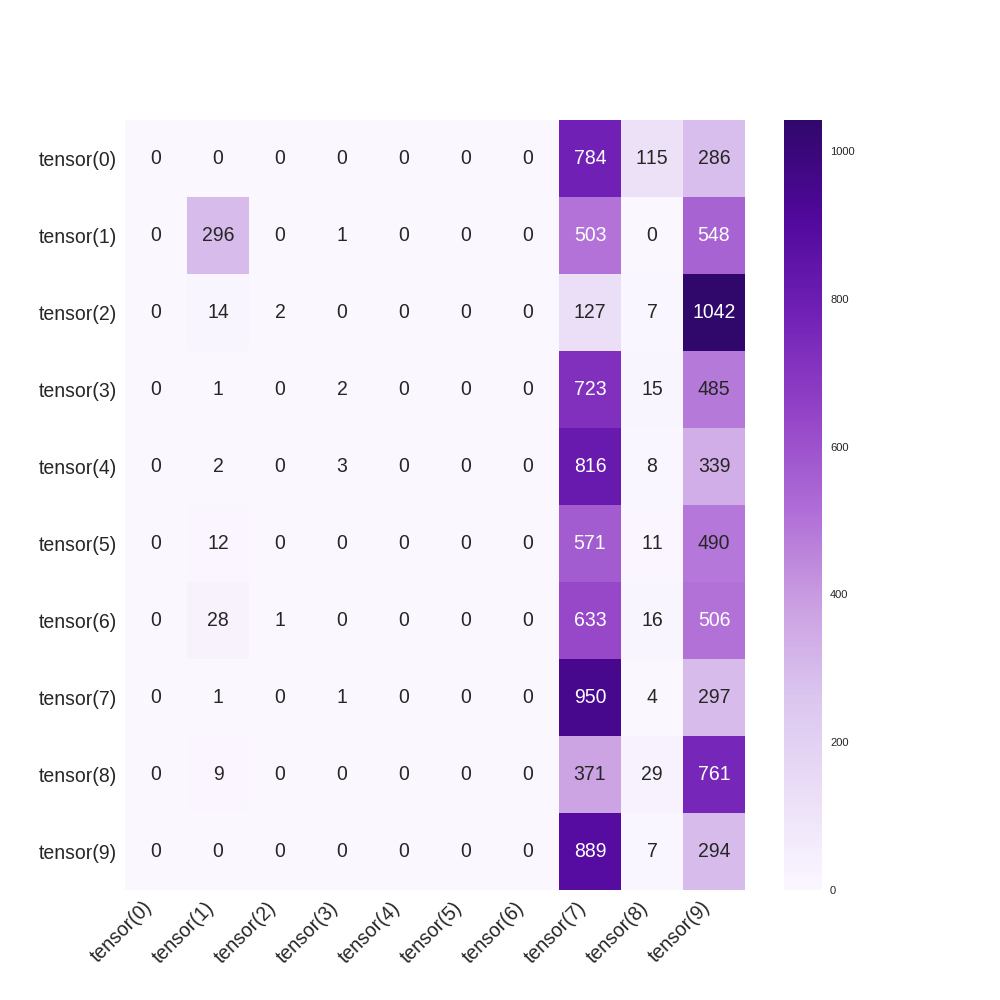 tensor(0) 0 0 0 0 0 0 0 784 115 286
tensor(1) 0 296 0 1 0 0 0 503 0 548
tensor(2) 0 14 2 0 0 0 0 127 7 1042
tensor(3) 0 1 0 2 0 0 0 723 15 485
tensor(4) 0 2 0 3 0 0 0 816 8 339
tensor(5) 0 12 0 0 0 0 0 571 11 490
tensor(6) 0 28 1 0 0 0 0 633 16 506
tensor(7) 0 1 0 1 0 0 0 950 4 297
tensor(8) 0 9 0 0 0 0 0 371 29 761
tensor(9) 0 0 0 0 0 0 0 889 7 294
tensor(0) tensor(1) tensor(2) tensor(3) tensor(4) tensor(5) tensor(6) tensor(7) tensor(8) tensor(9)
1000
800
600
400
200
0